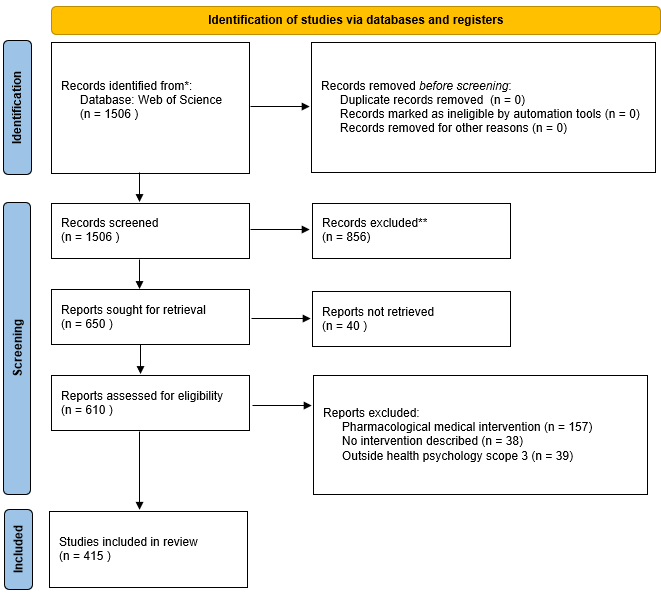 Identification of studies via databases and registers
Identification
Records identified from*:
Database: Web of Science
(n = 1506 )
Records removed before screening:
Duplicate records removed (n = 0)
Records marked as ineligible by automation tools (n = 0)
Records removed for other reasons (n = 0)
Screening
Records screened
(n = 1506 )
Records excluded**
(n = 856)
Reports sought for retrieval
(n = 650 )
Reports not retrieved
(n = 40 )
Reports assessed for eligibility
(n = 610 )
Reports excluded:
Pharmacological medical intervention (n = 157)
No intervention described (n = 38)
Outside health psychology scope 3 (n = 39)
Included
Studies included in review
(n = 415 )